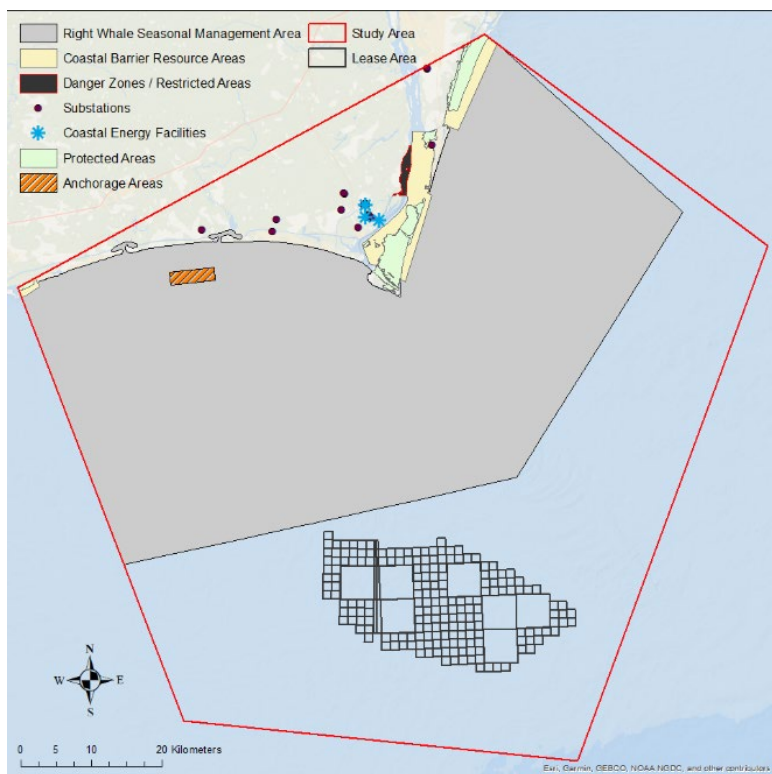 Right Whale Seasonal Management Area
Study Area
Coastal Barrier Resource Areas
Lease Area
Danger Zones / Restricted Areas
Substations
Coastal Energy Facilities
Protected Areas
Anchorage Areas
N
W E
S
0 5 10 20 Kilometers
Esri, Garmin, GEBCO, NOAA NGDC, and other contributors